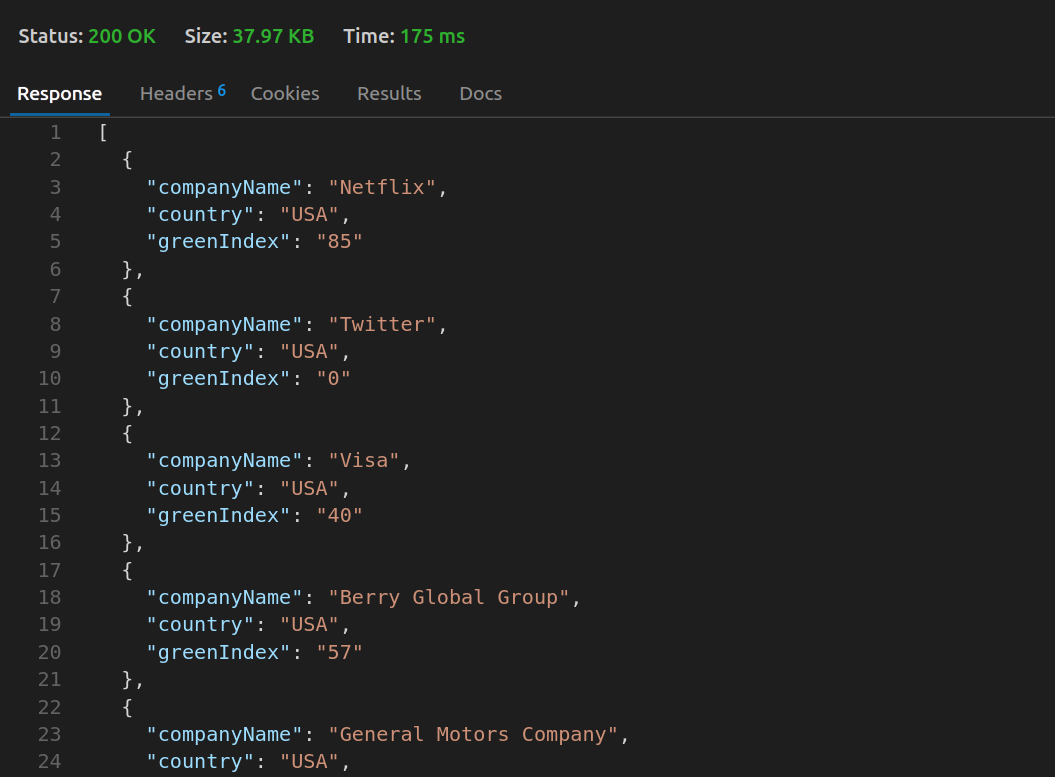 Status: 200 OK Size: 37.97 KB Time: 175 ms
Response Headers 6 Cookies Results Docs
1 [
2 {
3 "companyName": "Netflix",
4 "country": "USA",
5 "greenIndex": "85"
6 },
7 {
8 "companyName": "Twitter",
9 "country": "USA",
10 "greenIndex": "0"
11 },
12 {
13 "companyName": "Visa",
14 "country": "USA",
15 "greenIndex": "40"
16 },
17 {
18 "companyName": "Berry Global Group",
19 "country": "USA",
20 "greenIndex": "57"
21 },
22 {
23 "companyName": "General Motors Company",
24 "country": "USA",